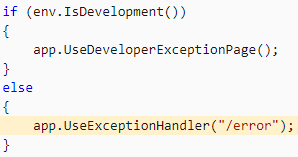 if (env.IsDevelopment())
{
    app.UseDeveloperExceptionPage();
}
else
{
    app.UseExceptionHandler("/error");
}